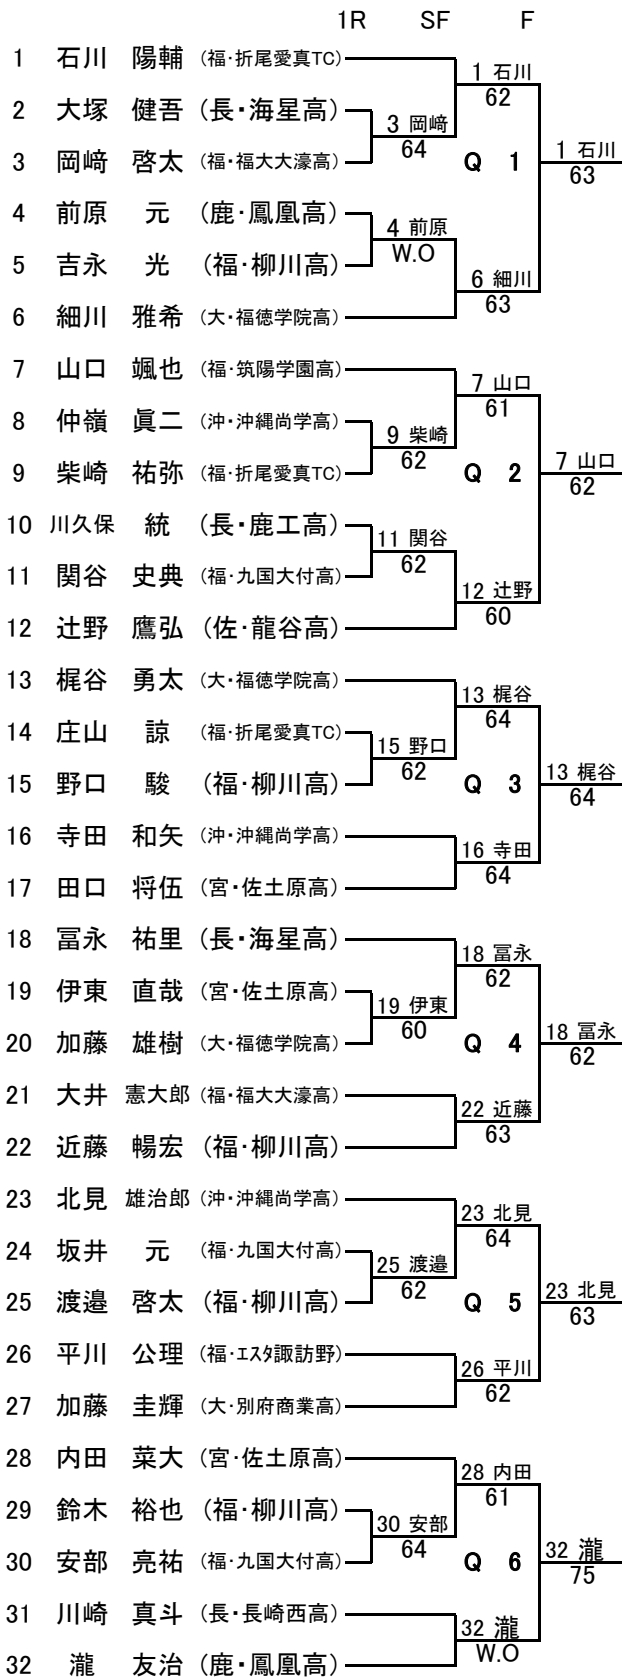 1R SF F
1 石川 陽輔 (福・折尾愛真TC)
1 石川
62
2 大塚 健吾 (長・海星高)
3 岡﨑
64
1 石川
63
3 岡﨑 啓太 (福・福大大濠高)
Q 1
4 前原 元 (鹿・鳳凰高)
4 前原
W.O
5 吉永 光 (福・柳川高)
6 細川
63
6 細川 雅希 (大・福徳学院高)
7 山口 颯也 (福・筑陽学園高)
7 山口
61
8 仲嶺 眞二 (沖・沖縄尚学高)
9 柴崎
62
7 山口
62
9 柴崎 祐弥 (福・折尾愛真TC)
Q 2
10 川久保 統 (長・鹿工高)
11 関谷
62
11 関谷 史典 (福・九国大付高)
12 辻野
60
12 辻野 鷹弘 (佐・龍谷高)
13 梶谷 勇太 (大・福徳学院高)
13 梶谷
64
14 庄山 諒 (福・折尾愛真TC)
15 野口
62
13 梶谷
64
15 野口 駿 (福・柳川高)
Q 3
16 寺田 和矢 (沖・沖縄尚学高)
16 寺田
64
17 田口 将伍 (宮・佐土原高)
18 冨永 祐里 (長・海星高)
18 冨永
62
19 伊東 直哉 (宮・佐土原高)
19 伊東
60
18 冨永
62
20 加藤 雄樹 (大・福徳学院高)
Q 4
21 大井 憲大郎 (福・福大大濠高)
22 近藤
63
22 近藤 暢宏 (福・柳川高)
23 北見 雄治郎 (沖・沖縄尚学高)
23 北見
64
24 坂井 元 (福・九国大付高)
25 渡邉
62
23 北見
63
25 渡邉 啓太 (福・柳川高)
Q 5
26 平川 公理 (福・エスタ諏訪野)
26 平川
62
27 加藤 圭輝 (大・別府商業高)
28 内田 菜大 (宮・佐土原高)
28 内田
61
29 鈴木 裕也 (福・柳川高)
30 安部
64
32 瀧
75
30 安部 亮祐 (福・九国大付高)
Q 6
31 川崎 真斗 (長・長崎西高)
32 瀧
W.O
32 瀧 友治 (鹿・鳳凰高)